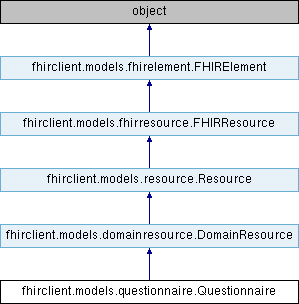 object
fhirclient.models.fhirelement.FHIRElement
fhirclient.models.fhirresource.FHIRResource
fhirclient.models.resource.Resource
fhirclient.models.domainresource.DomainResource
fhirclient.models.questionnaire.Questionnaire